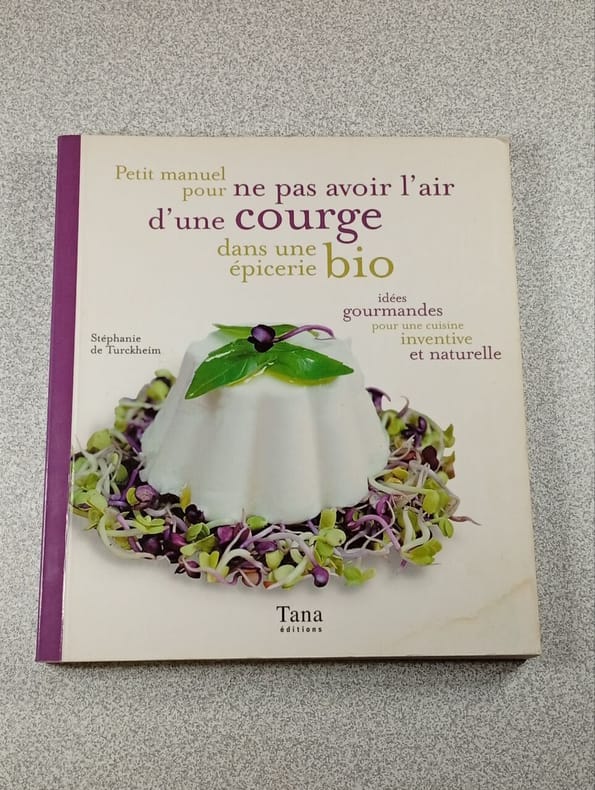 Petit manuel
pour ne pas avoir l'air
d'une courge
dans une
épicerie bio
idées
gourmandes
pour une cuisine
inventive
et naturelle
Stéphanie
de Turckheim
Tana
éditions